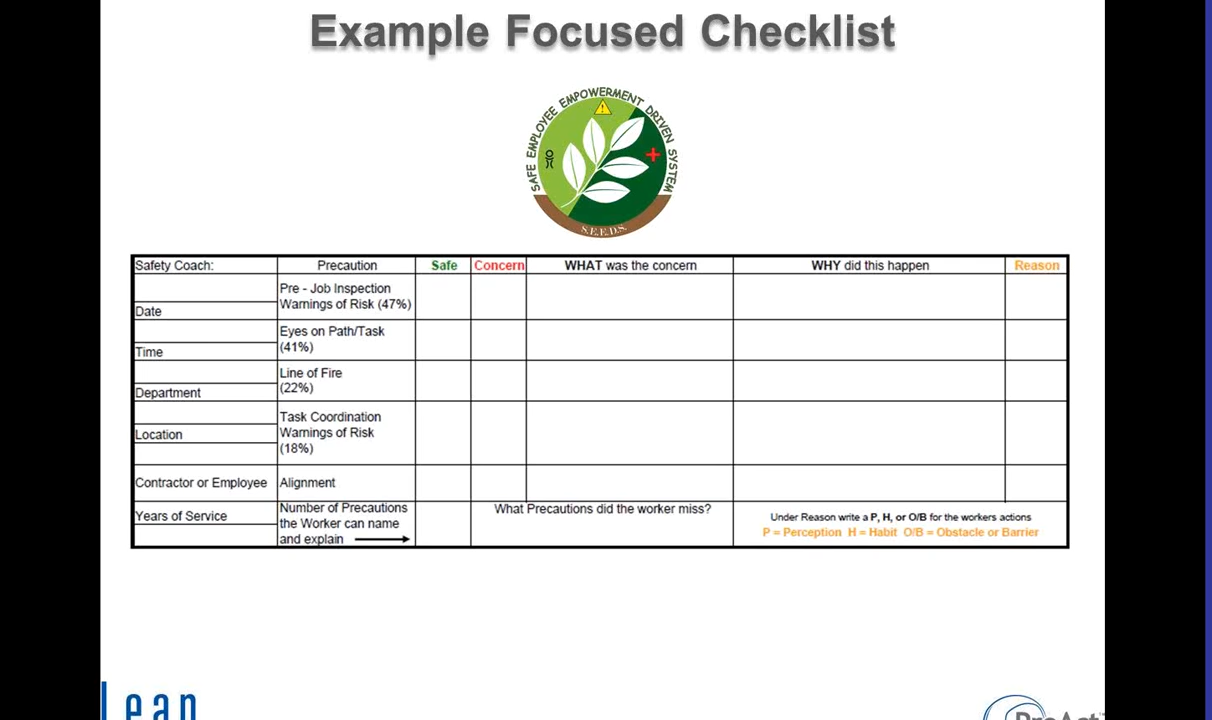 Example Focused Checklist
SAFE EMPLOYEE EMPOWERMENT DRIVEN SYSTEM
S.E.E.D.S.
Safety Coach:
Precaution
Safe
Concern
WHAT was the concern
WHY did this happen
Reason
Pre - Job Inspection
Warnings of Risk (47%)
Date
Eyes on Path/Task
(41%)
Time
Line of Fire
(22%)
Department
Task Coordination
Warnings of Risk
(18%)
Location
Contractor or Employee
Alignment
Years of Service
Number of Precautions
the Worker can name
and explain
What Precautions did the worker miss?
Under Reason write a P, H, or O/B for the workers actions
P = Perception H = Habit O/B = Obstacle or Barrier
Lean
ProAct